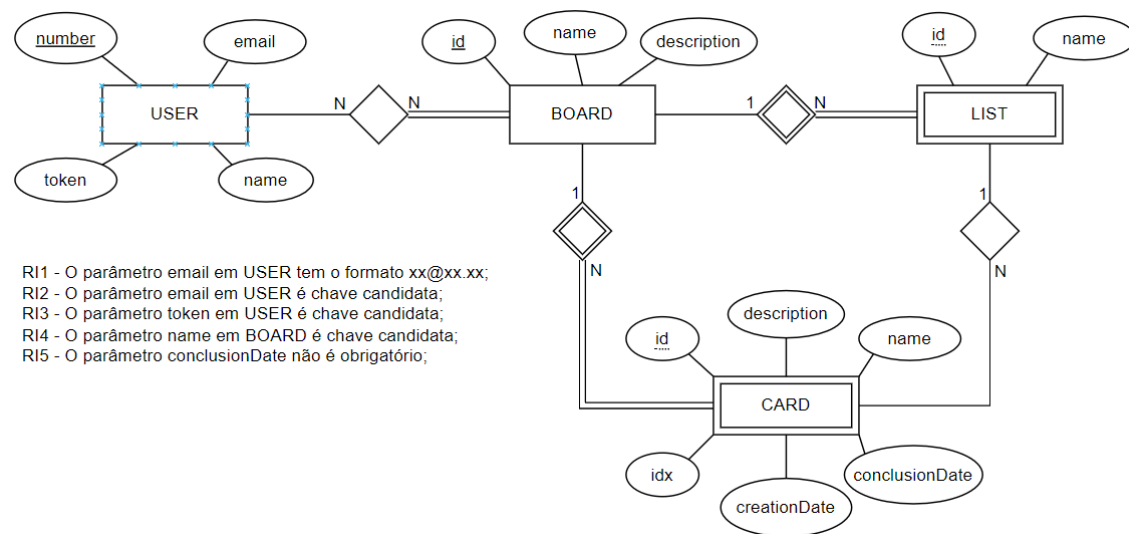 number
email
USER
token
name
N
N
id
name
description
BOARD
1
N
id
name
LIST
1
N
1
N
RI1 - O parâmetro email em USER tem o formato xx@xx.xx;
RI2 - O parâmetro email em USER é chave candidata;
RI3 - O parâmetro token em USER é chave candidata;
RI4 - O parâmetro name em BOARD é chave candidata;
RI5 - O parâmetro conclusionDate não é obrigatório;
description
id
name
CARD
idx
conclusionDate
creationDate